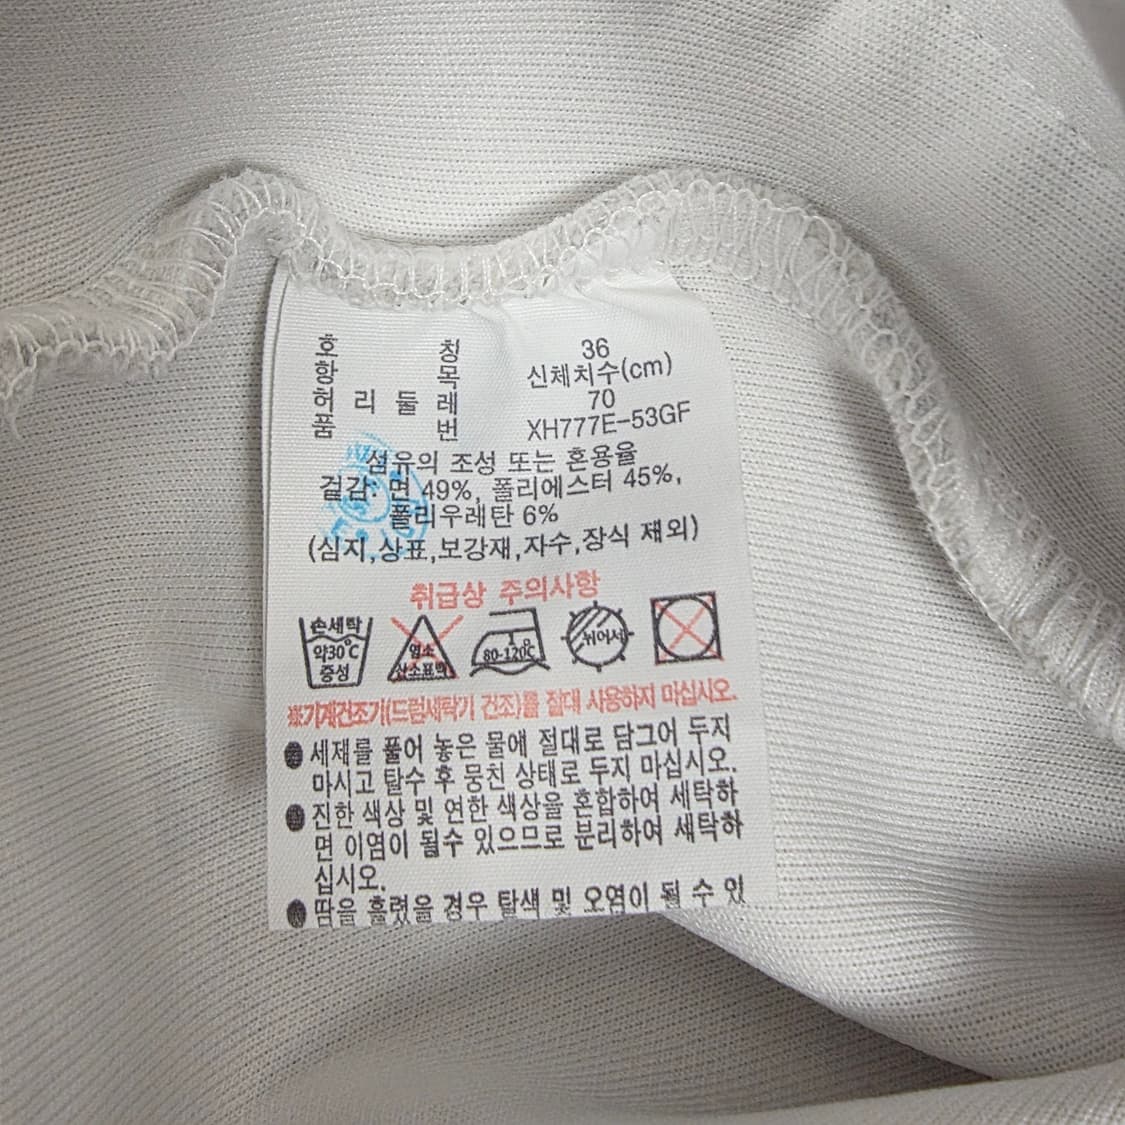 호 칭 36
항 목 신체치수(cm)
허 리 둘 레 70
품 번 XH777E-53GF
섬유의 조성 또는 혼용율
겉감: 면 49%, 폴리에스터 45%,
폴리우레탄 6%
(심지,상표,보강재,자수,장식 제외)
취급상 주의사항
손세탁
약30℃
중성
염소
산소표백
80-120℃
뉘어서
※기계건조기(드럼세탁기 건조)를 절대 사용하지 마십시오.
● 세제를 풀어 놓은 물에 절대로 담그어 두지
마시고 탈수 후 뭉친 상태로 두지 마십시오.
● 진한 색상 및 연한 색상을 혼합하여 세탁하
면 이염이 될수 있으므로 분리하여 세탁하
십시오.
● 땀을 흘렸을 경우 탈색 및 오염이 될 수 있